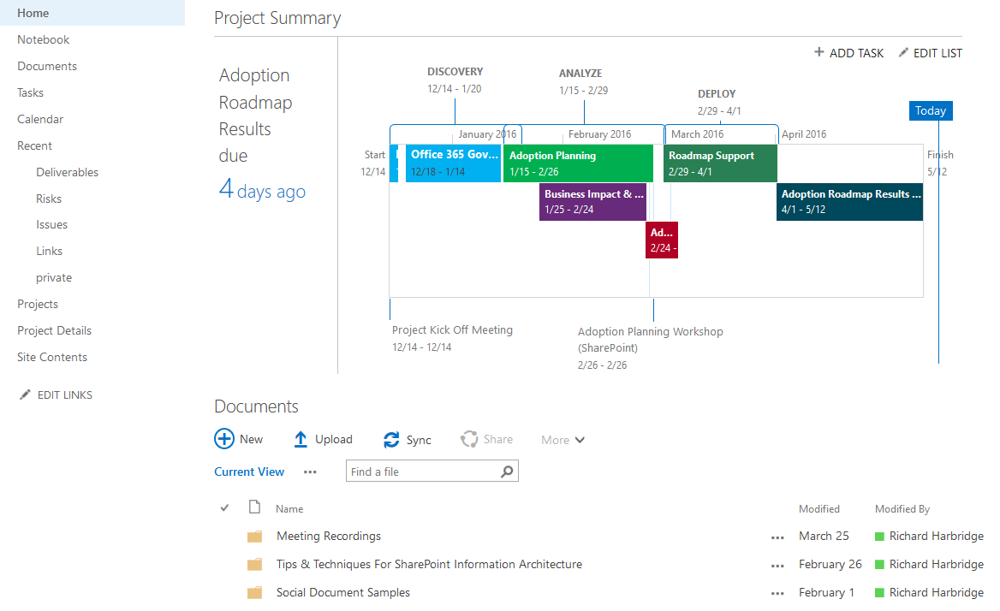 Home
Notebook
Documents
Tasks
Calendar
Recent
Deliverables
Risks
Issues
Links
private
Projects
Project Details
Site Contents
EDIT LINKS
Project Summary
ADD TASK
EDIT LIST
Adoption
Roadmap
Results
due
4 days ago
DISCOVERY
12/14 - 1/20
ANALYZE
1/15 - 2/29
DEPLOY
2/29 - 4/1
Today
January 2016
February 2016
March 2016
April 2016
Start
12/14
Office 365 Gov...
12/18 - 1/14
Adoption Planning
1/15 - 2/26
Roadmap Support
2/29 - 4/1
Finish
5/12
Business Impact & ...
1/25 - 2/24
Adoption Roadmap Results ...
4/1 - 5/12
Ad...
2/24 -
Project Kick Off Meeting
12/14 - 12/14
Adoption Planning Workshop
(SharePoint)
2/26 - 2/26
Documents
New
Upload
Sync
Share
More
Current View
...
Find a file
Name
Modified
Modified By
Meeting Recordings
...
March 25
Richard Harbridge
Tips & Techniques For SharePoint Information Architecture
...
February 26
Richard Harbridge
Social Document Samples
...
February 1
Richard Harbridge